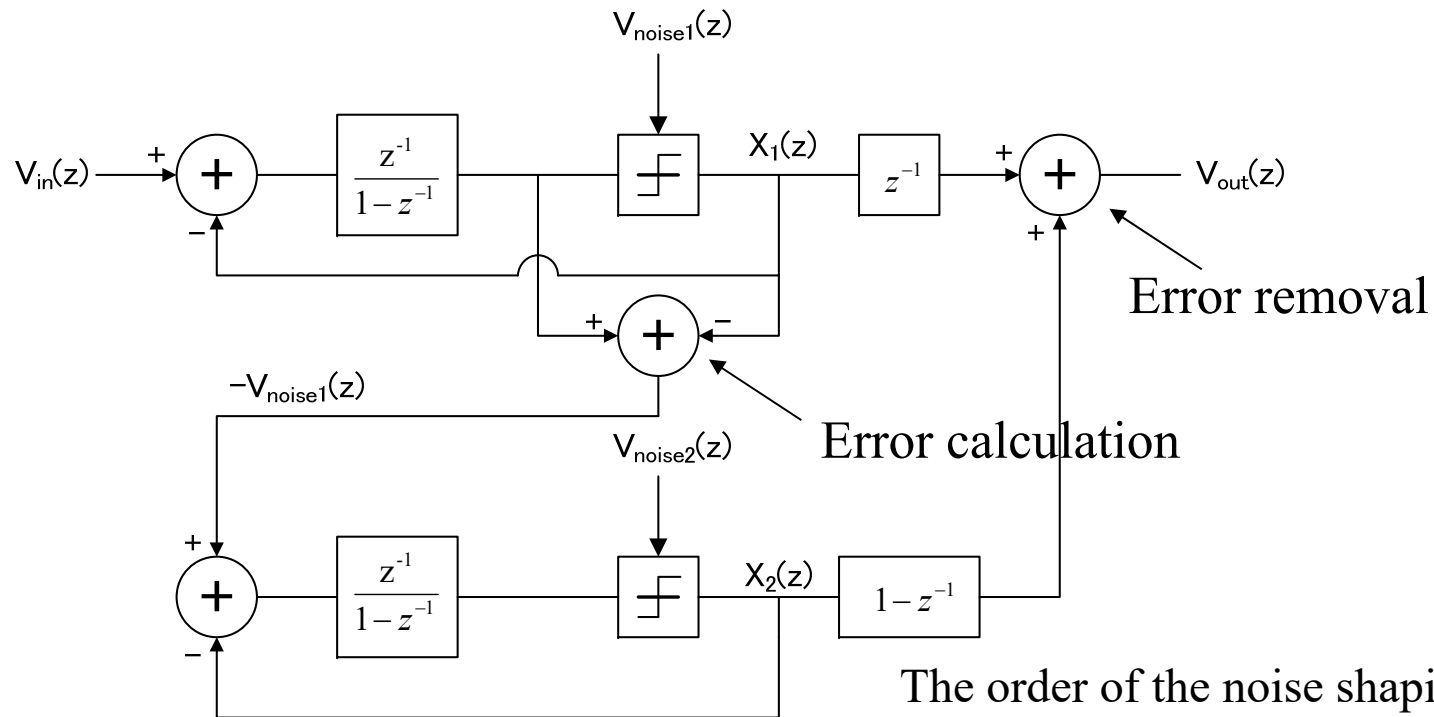 V_noise1(z)
V_in(z)
+
+
−
z^-1
1 − z^-1
X_1(z)
z^-1
+
+
+
V_out(z)
Error removal
+
+
−
Error calculation
−V_noise1(z)
V_noise2(z)
+
+
−
z^-1
1 − z^-1
X_2(z)
1 − z^-1
The order of the noise shapi